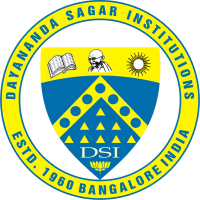 DAYANANDA SAGAR INSTITUTIONS
DSI
ESTD. 1960 BANGALORE INDIA